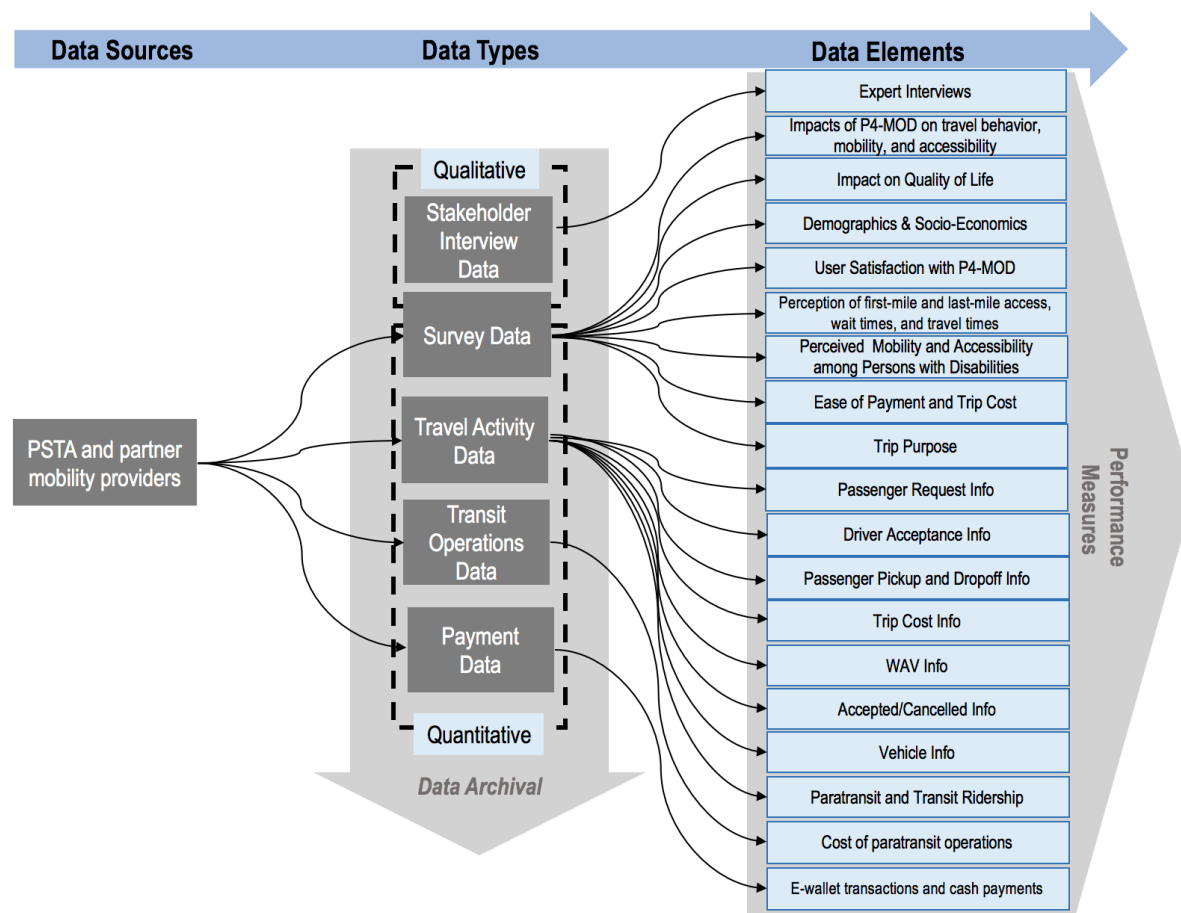 Data Sources
Data Types
Data Elements
PSTA and partner
mobility providers
Qualitative
Stakeholder
Interview
Data
Survey Data
Travel Activity
Data
Transit
Operations
Data
Payment
Data
Quantitative
Data Archival
Expert Interviews
Impacts of P4-MOD on travel behavior,
mobility, and accessibility
Impact on Quality of Life
Demographics & Socio-Economics
User Satisfaction with P4-MOD
Perception of first-mile and last-mile access,
wait times, and travel times
Perceived Mobility and Accessibility
among Persons with Disabilities
Ease of Payment and Trip Cost
Trip Purpose
Passenger Request Info
Driver Acceptance Info
Passenger Pickup and Dropoff Info
Trip Cost Info
WAV Info
Accepted/Cancelled Info
Vehicle Info
Paratransit and Transit Ridership
Cost of paratransit operations
E-wallet transactions and cash payments
Performance
Measures